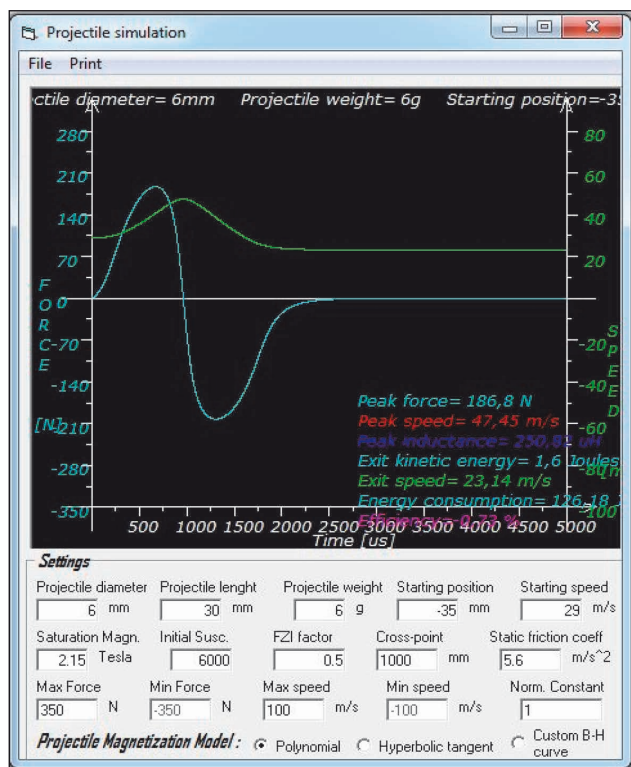 Projectile simulation
File Print
ctile diameter= 6mm Projectile weight= 6g Starting position=-35
280
210
140
70
0
-70
-140
-210
-280
-350
FORCE
[N]
80
60
40
20
-20
-40
-60
-80
-100
SPEED
[m
Peak force= 186,8 N
Peak speed= 47,45 m/s
Peak inductance= 250,82 uH
Exit kinetic energy= 1,6 Joules
Exit speed= 23,14 m/s
Energy consumption= 126,18 J
Efficiency=-0,73 %
500 1000 1500 2000 2500 3000 3500 4000 4500 5000
Time [us]
Settings
Projectile diameter Projectile lenght Projectile weight Starting position Starting speed
6 mm 30 mm 6 g -35 mm 29 m/s
Saturation Magn. Initial Susc. FZI factor Cross-point Static friction coeff
2.15 Tesla 6000 0.5 1000 mm 5.6 m/s^2
Max Force Min Force Max speed Min speed Norm. Constant
350 N -350 N 100 m/s -100 m/s 1
Projectile Magnetization Model : Polynomial Hyperbolic tangent Custom B-H curve